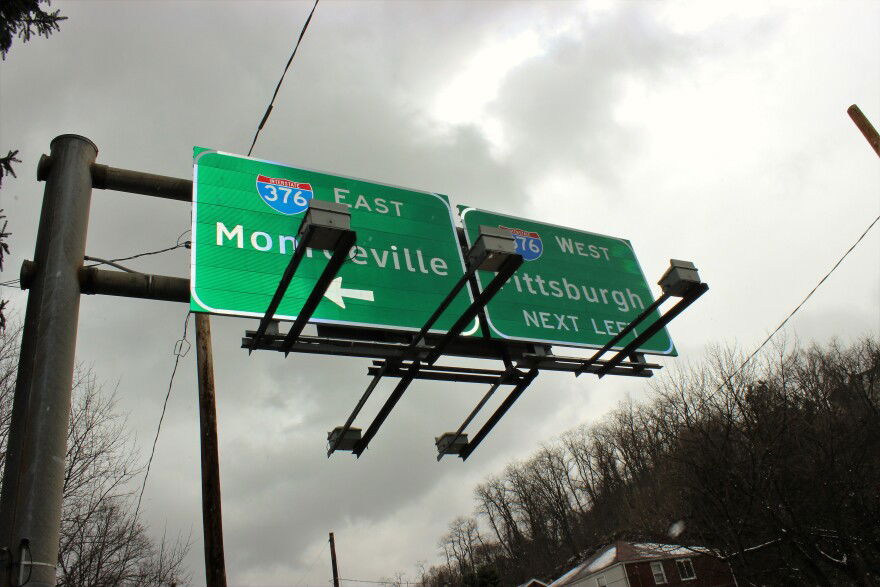 INTERSTATE
376 EAST
Monroeville
376 WEST
Pittsburgh
NEXT LEFT